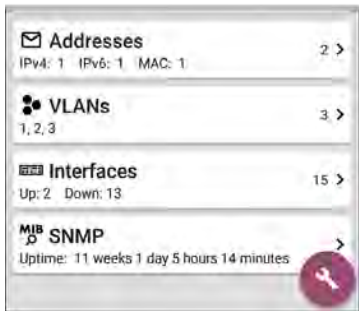 Addresses
2 >
IPv4: 1 IPv6: 1 MAC: 1
VLANs
3 >
1, 2, 3
Interfaces
15 >
Up: 2 Down: 13
MIB SNMP
>
Uptime: 11 weeks 1 day 5 hours 14 minutes